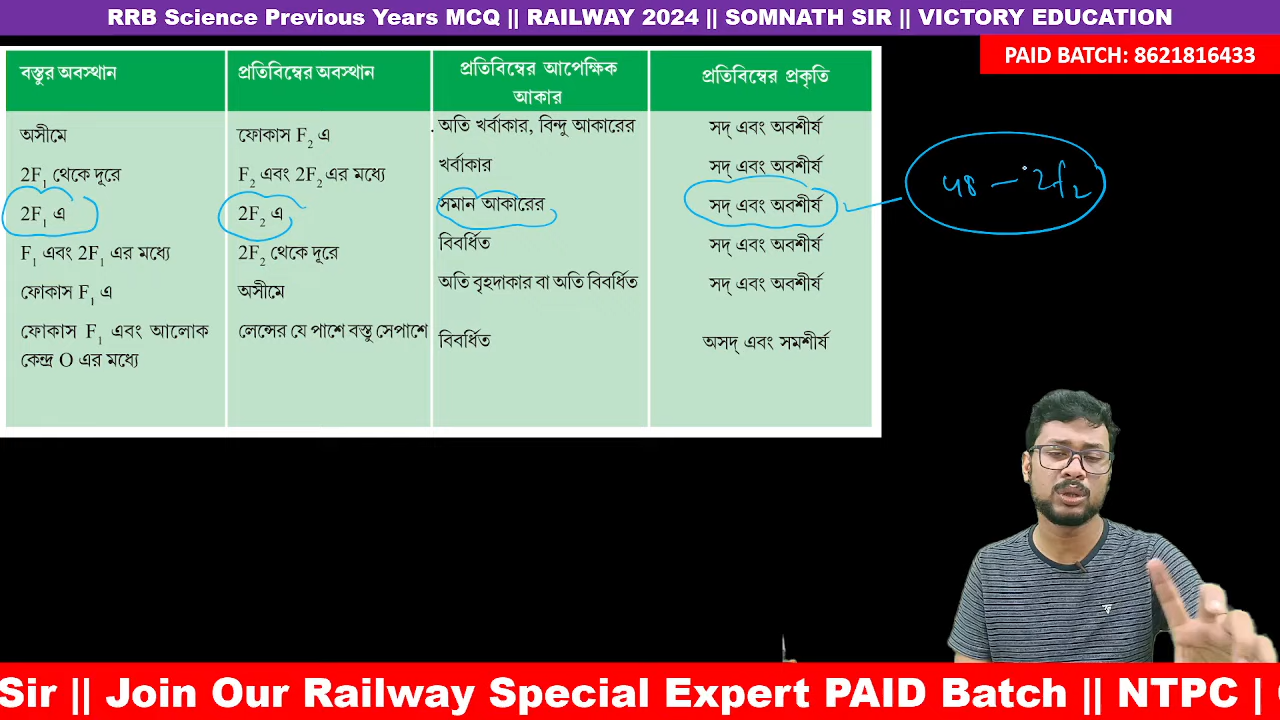 RRB Science Previous Years MCQ || RAILWAY 2024 || SOMNATH SIR || VICTORY EDUCATION
PAID BATCH: 8621816433
বস্তুর অবস্থান প্রতিবিম্বের অবস্থান প্রতিবিম্বের আপেক্ষিক আকার প্রতিবিম্বের প্রকৃতি
অসীমে ফোকাস F2 এ অতি খর্বাকার, বিন্দু আকারের সদ্‌ এবং অবশীর্ষ
2F1 থেকে দূরে F2 এবং 2F2 এর মধ্যে খর্বাকার সদ্‌ এবং অবশীর্ষ
2F1 এ 2F2 এ সমান আকারের সদ্‌ এবং অবশীর্ষ
F1 এবং 2F1 এর মধ্যে 2F2 থেকে দূরে বিবর্ধিত সদ্‌ এবং অবশীর্ষ
ফোকাস F1 এ অসীমে অতি বৃহদাকার বা অতি বিবর্ধিত সদ্‌ এবং অবশীর্ষ
ফোকাস F1 এবং আলোক কেন্দ্র O এর মধ্যে লেন্সের যে পাশে বস্তু সেপাশে বিবর্ধিত অসদ্‌ এবং সমশীর্ষ
2f2
Sir || Join Our Railway Special Expert PAID Batch || NTPC |